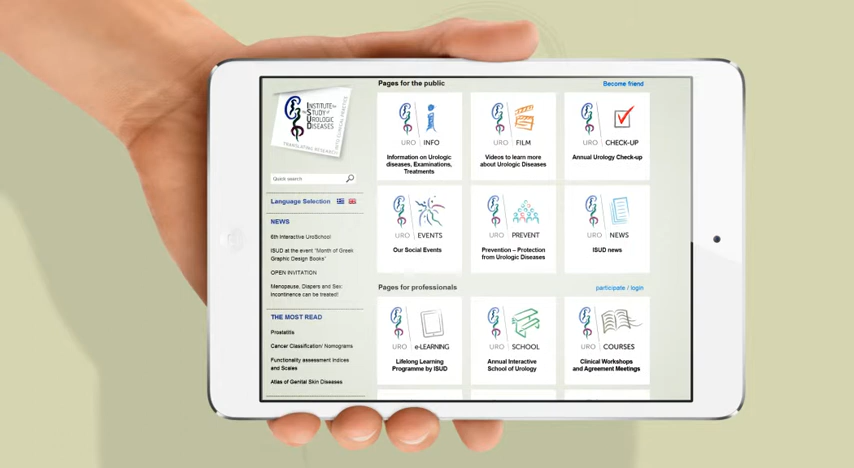 INSTITUTE for
the STUDY of
UROLOGIC
DISEASES
TRANSLATING RESEARCH INTO CLINICAL PRACTICE
Quick search
Language Selection
NEWS
6th Interactive UroSchool
ISUD at the event "Month of Greek
Graphic Design Books"
OPEN INVITATION
Menopause, Diapers and Sex:
Incontinence can be treated!
THE MOST READ
Prostatitis
Cancer Classification/ Nomograms
Functionality assessment indices
and Scales
Atlas of Genital Skin Diseases
Pages for the public
Become friend
URO INFO
Information on Urologic
diseases, Examinations,
Treatments
URO FILM
Videos to learn more
about Urologic Diseases
URO CHECK-UP
Annual Urology Check-up
URO EVENTS
Our Social Events
URO PREVENT
Prevention – Protection
from Urologic Diseases
URO NEWS
ISUD news
Pages for professionals
participate / login
URO e-LEARNING
Lifelong Learning
Programme by ISUD
URO SCHOOL
Annual Interactive
School of Urology
URO COURSES
Clinical Workshops
and Agreement Meetings